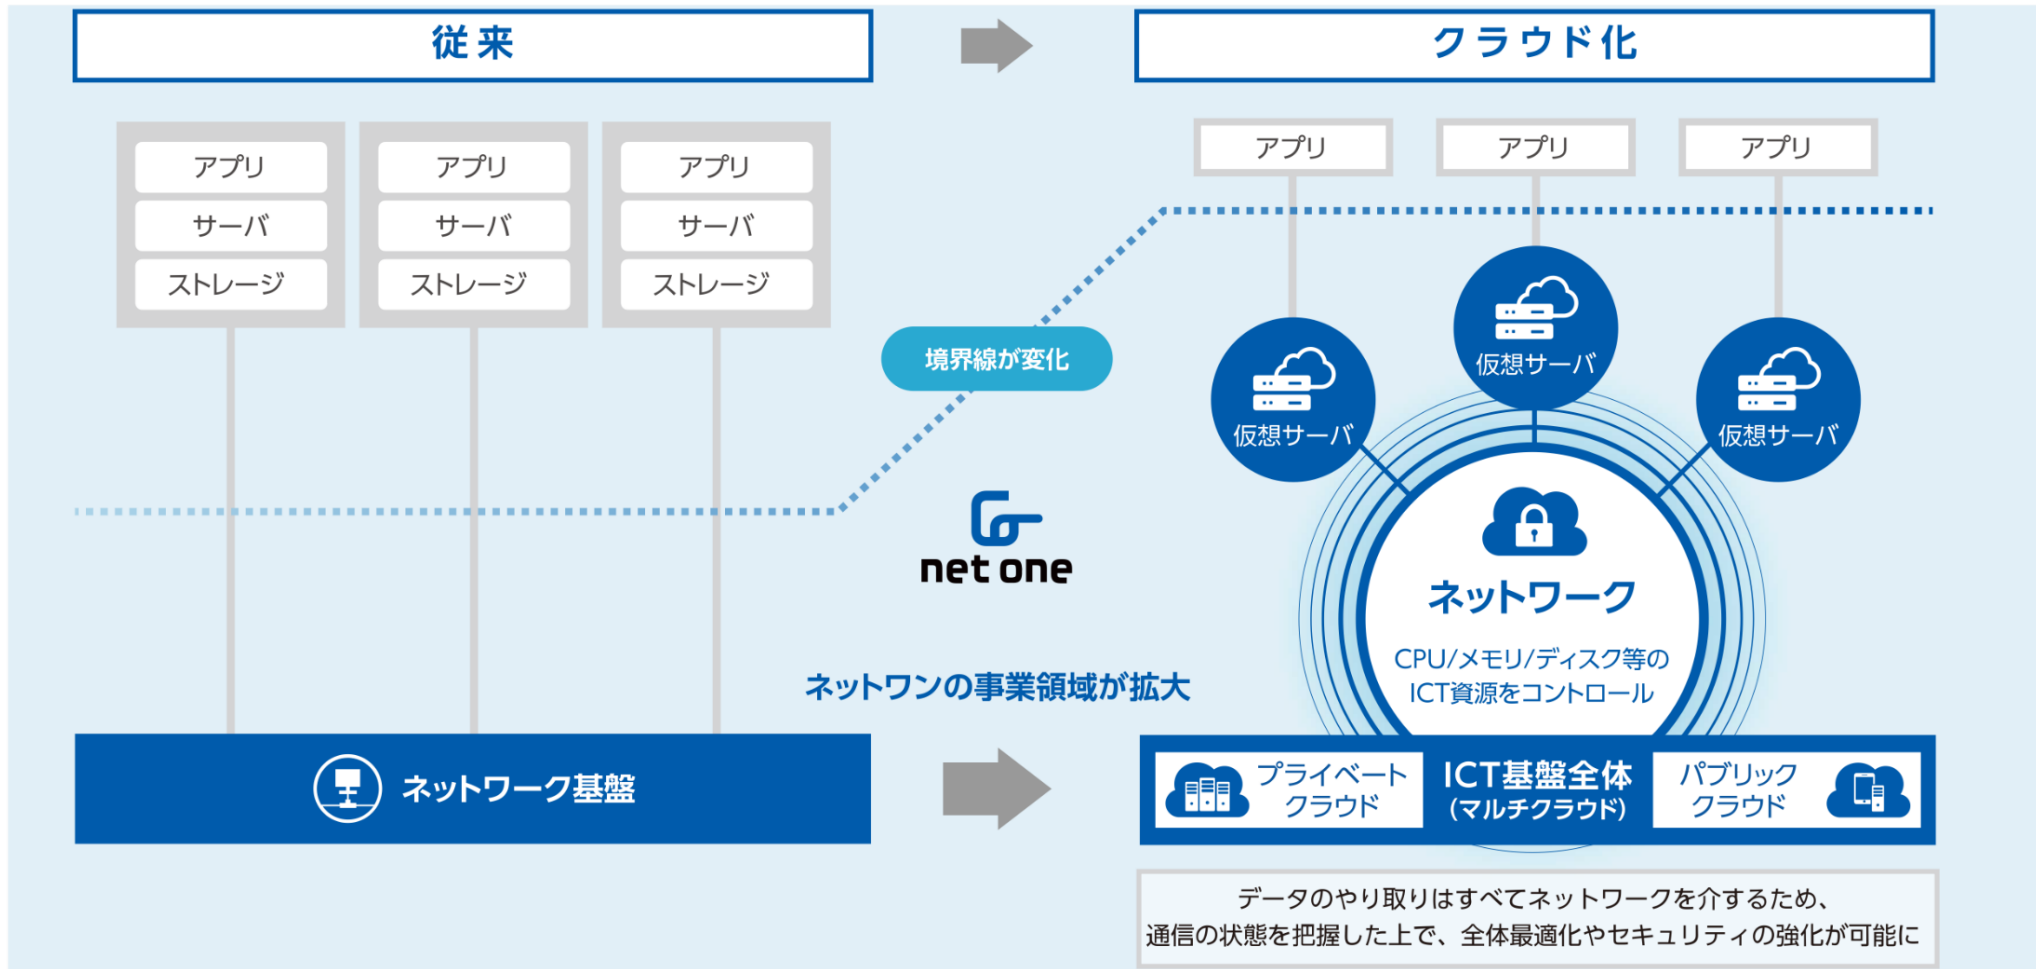 従来
クラウド化
アプリ
サーバ
ストレージ
アプリ
サーバ
ストレージ
アプリ
サーバ
ストレージ
アプリ
アプリ
アプリ
境界線が変化
仮想サーバ
仮想サーバ
仮想サーバ
net one
ネットワンの事業領域が拡大
ネットワーク
CPU/メモリ/ディスク等の
ICT資源をコントロール
ネットワーク基盤
プライベート
クラウド
ICT基盤全体
(マルチクラウド)
パブリック
クラウド
データのやり取りはすべてネットワークを介するため、
通信の状態を把握した上で、全体最適化やセキュリティの強化が可能に